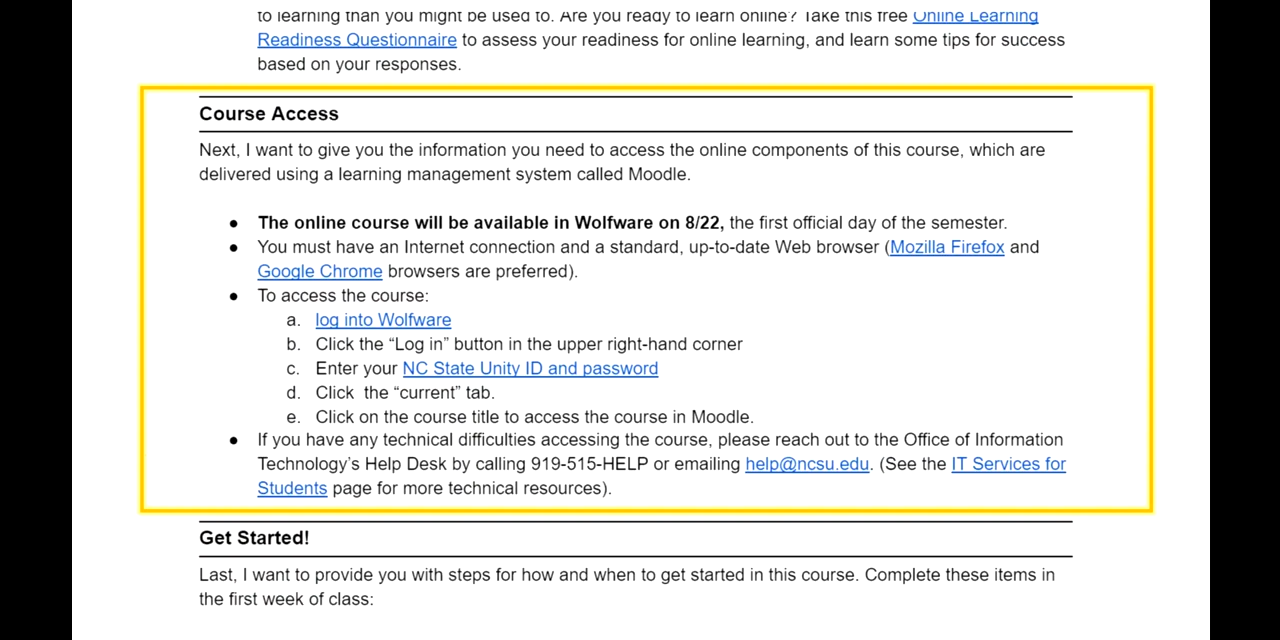 to learning than you might be used to. Are you ready to learn online? Take this free Online Learning
Readiness Questionnaire to assess your readiness for online learning, and learn some tips for success
based on your responses.
Course Access
Next, I want to give you the information you need to access the online components of this course, which are
delivered using a learning management system called Moodle.
● The online course will be available in Wolfware on 8/22, the first official day of the semester.
● You must have an Internet connection and a standard, up-to-date Web browser (Mozilla Firefox and
Google Chrome browsers are preferred).
● To access the course:
a. log into Wolfware
b. Click the “Log in” button in the upper right-hand corner
c. Enter your NC State Unity ID and password
d. Click  the “current” tab.
e. Click on the course title to access the course in Moodle.
● If you have any technical difficulties accessing the course, please reach out to the Office of Information
Technology’s Help Desk by calling 919-515-HELP or emailing help@ncsu.edu. (See the IT Services for
Students page for more technical resources).
Get Started!
Last, I want to provide you with steps for how and when to get started in this course. Complete these items in
the first week of class: